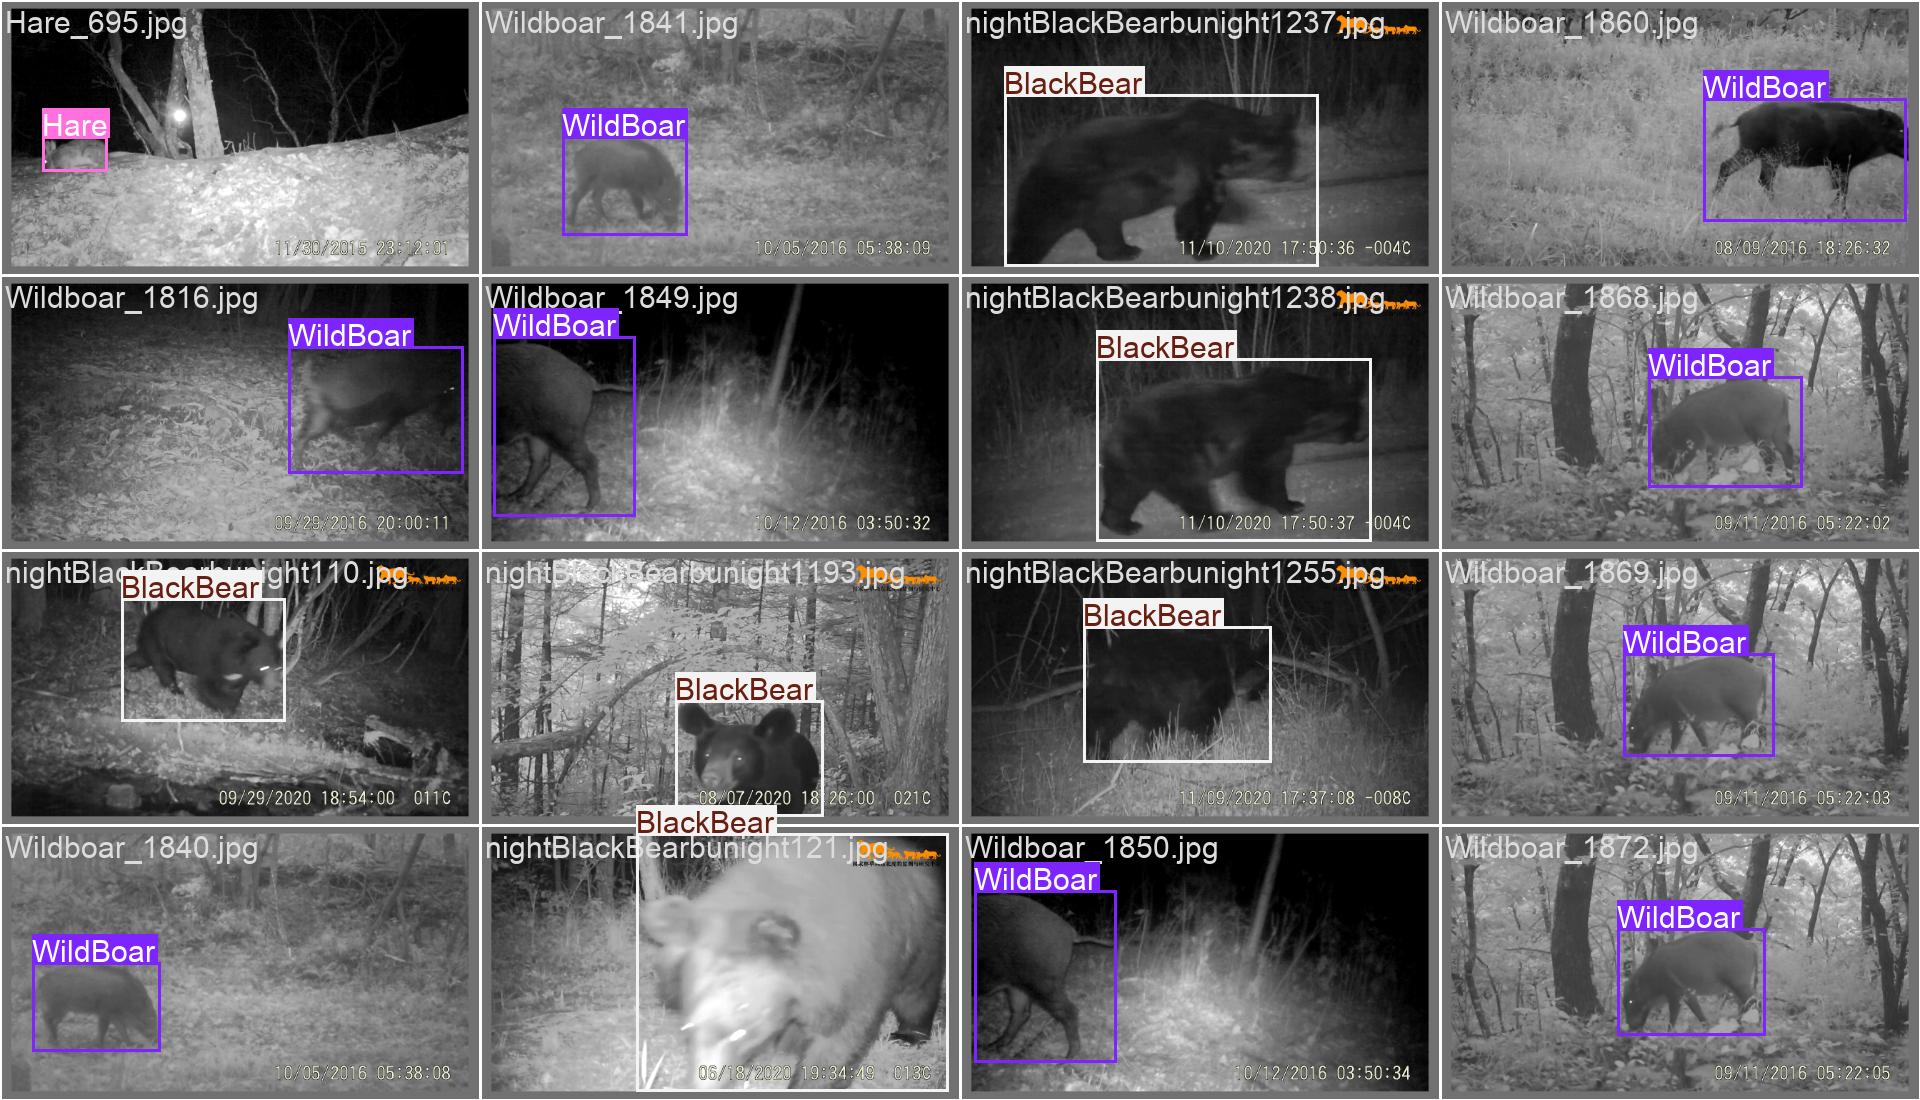 Hare_695.jpg
Hare
11/30/2015 23:12:01
Wildboar_1841.jpg
WildBoar
10/05/2016 05:38:09
nightBlackBearbunight1237.jpg
BlackBear
11/10/2020 17:50:36 -004C
Wildboar_1860.jpg
WildBoar
08/09/2016 18:26:32
Wildboar_1816.jpg
WildBoar
09/29/2016 20:00:11
Wildboar_1849.jpg
WildBoar
10/12/2016 03:50:32
nightBlackBearbunight1238.jpg
BlackBear
11/10/2020 17:50:37 -004C
Wildboar_1868.jpg
WildBoar
09/11/2016 05:22:02
nightBlackBearbunight110.jpg
BlackBear
09/29/2020 18:54:00 011C
nightBlackBearbunight1193.jpg
BlackBear
08/07/2020 18:26:00 021C
nightBlackBearbunight1255.jpg
BlackBear
11/09/2020 17:37:08 -008C
Wildboar_1869.jpg
WildBoar
09/11/2016 05:22:03
Wildboar_1840.jpg
WildBoar
10/05/2016 05:38:08
BlackBear
nightBlackBearbunight121.jpg
06/18/2020 19:34:49 013C
Wildboar_1850.jpg
WildBoar
10/12/2016 03:50:34
Wildboar_1872.jpg
WildBoar
09/11/2016 05:22:05